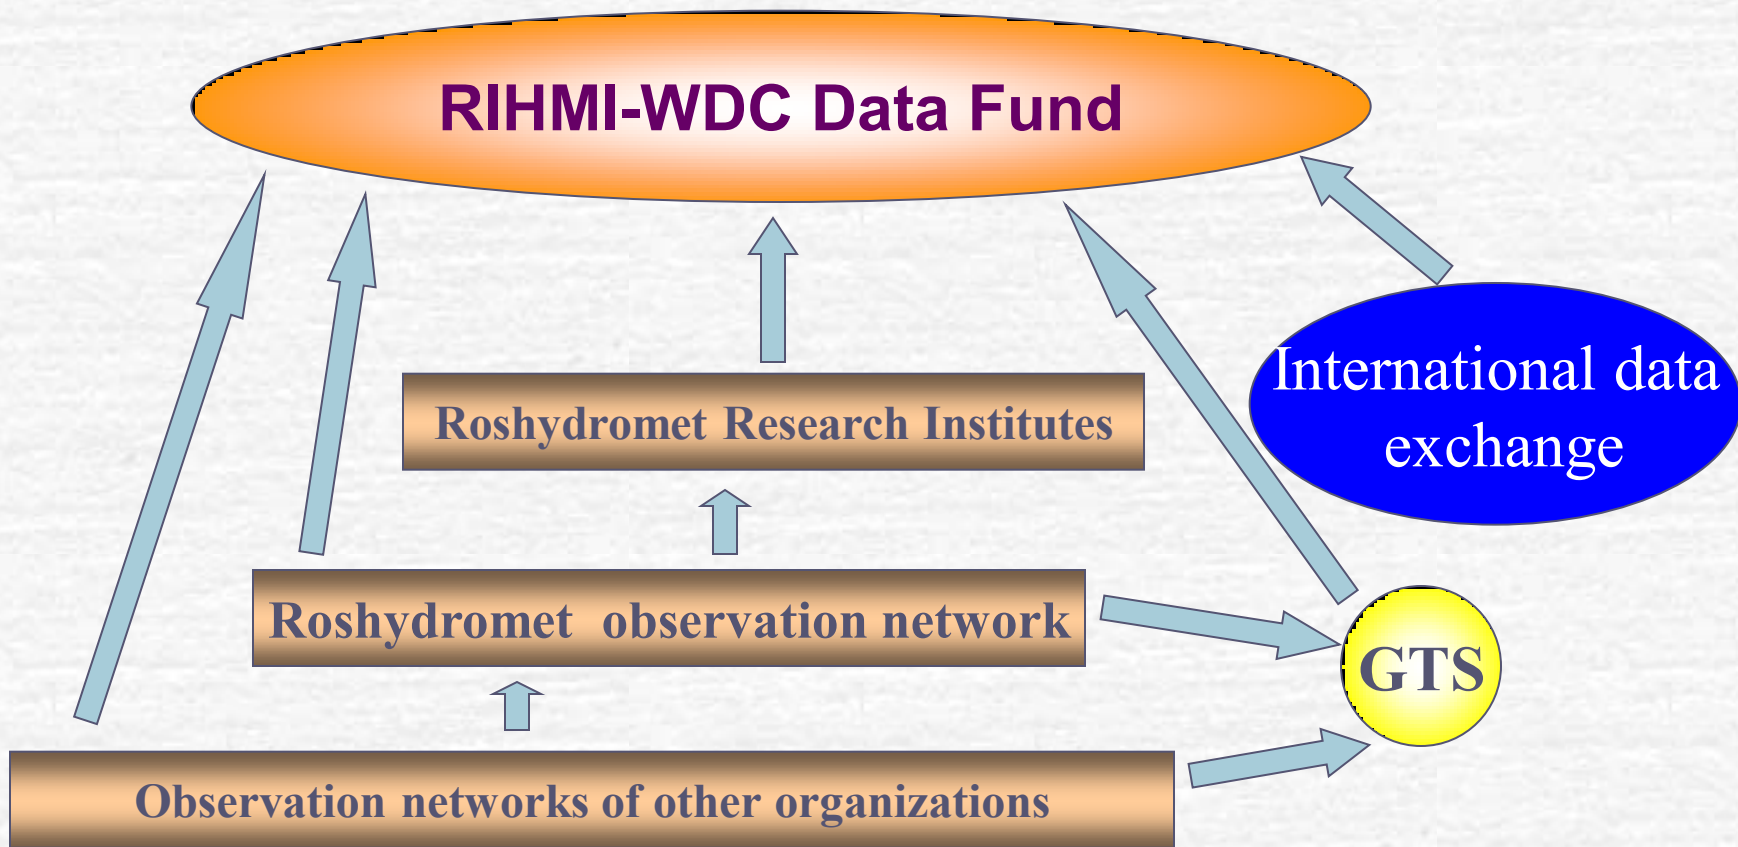 RIHMI-WDC Data Fund
International data
exchange
Roshydromet Research Institutes
Roshydromet observation network
GTS
Observation networks of other organizations